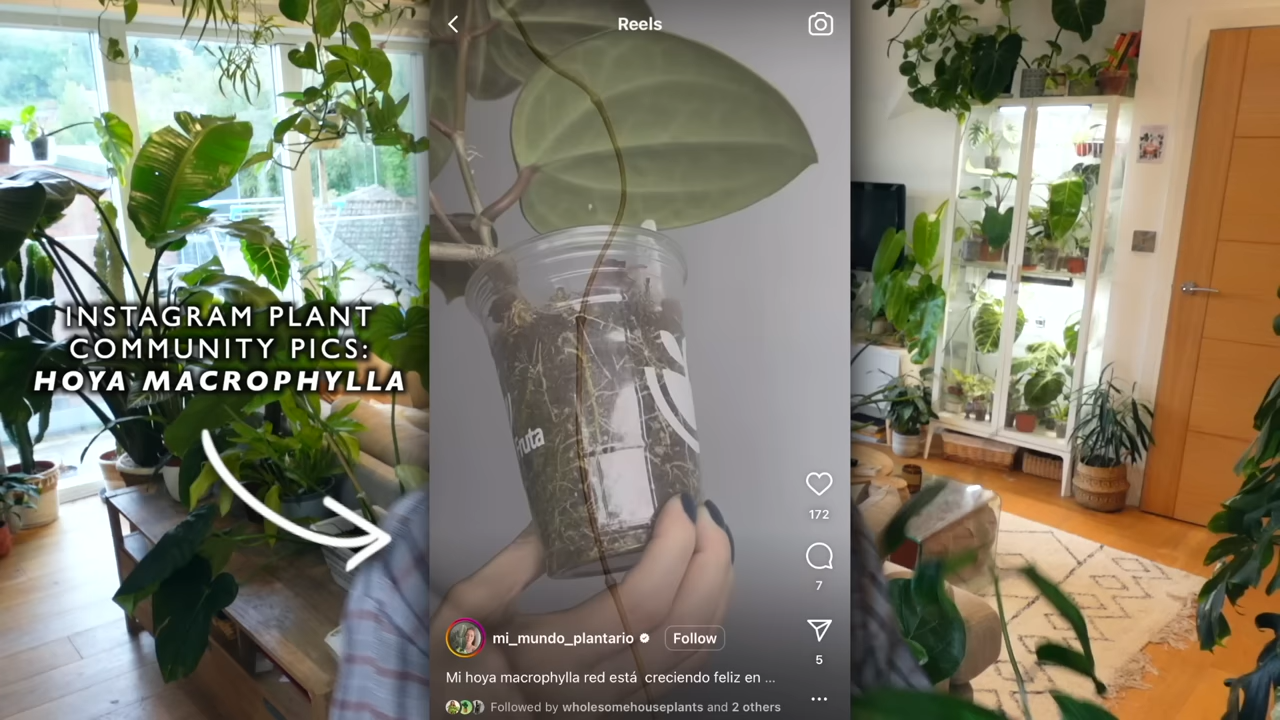 INSTAGRAM PLANT
COMMUNITY PICS:
HOYA MACROPHYLLA
Reels
fruta
172
7
5
mi_mundo_plantario
Follow
Mi hoya macrophylla red está creciendo feliz en ...
Followed by wholesomehouseplants and 2 others